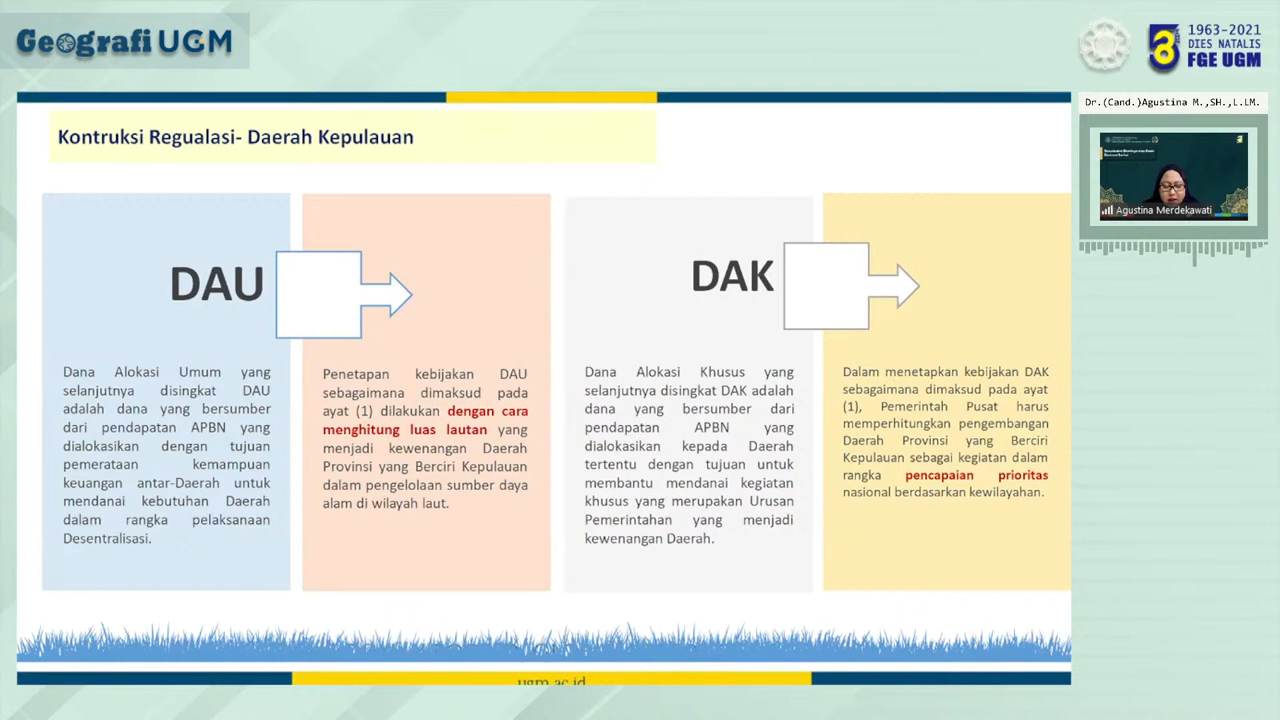 Geografi UGM
1963-2021
DIES NATALIS
FGE UGM
Dr.(Cand.)Agustina M.,SH.,L.LM.
Agustina Merdekawati
Kontruksi Regualasi- Daerah Kepulauan
DAU
Dana Alokasi Umum yang
selanjutnya disingkat DAU
adalah dana yang bersumber
dari pendapatan APBN yang
dialokasikan dengan tujuan
pemerataan kemampuan
keuangan antar-Daerah untuk
mendanai kebutuhan Daerah
dalam rangka pelaksanaan
Desentralisasi.
Penetapan kebijakan DAU
sebagaimana dimaksud pada
ayat (1) dilakukan dengan cara
menghitung luas lautan yang
menjadi kewenangan Daerah
Provinsi yang Berciri Kepulauan
dalam pengelolaan sumber daya
alam di wilayah laut.
DAK
Dana Alokasi Khusus yang
selanjutnya disingkat DAK adalah
dana yang bersumber dari
pendapatan APBN yang
dialokasikan kepada Daerah
tertentu dengan tujuan untuk
membantu mendanai kegiatan
khusus yang merupakan Urusan
Pemerintahan yang menjadi
kewenangan Daerah.
Dalam menetapkan kebijakan DAK
sebagaimana dimaksud pada ayat
(1), Pemerintah Pusat harus
memperhitungkan pengembangan
Daerah Provinsi yang Berciri
Kepulauan sebagai kegiatan dalam
rangka pencapaian prioritas
nasional berdasarkan kewilayahan.
ugm.ac.id